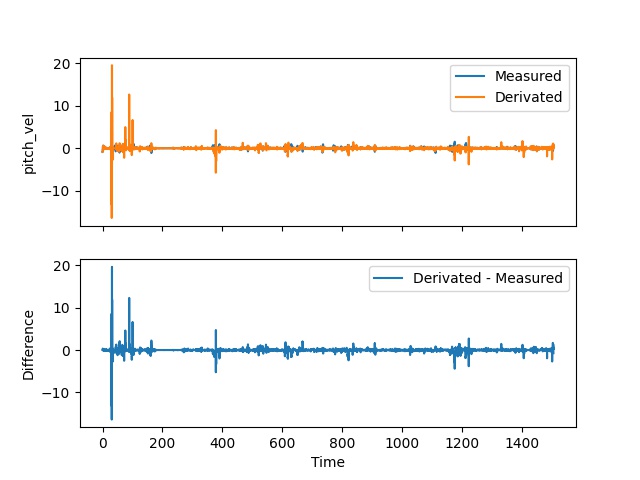 20
10
0
−10
pitch_vel
Measured
Derivated
20
10
0
−10
Difference
Derivated - Measured
0
200
400
600
800
1000
1200
1400
Time